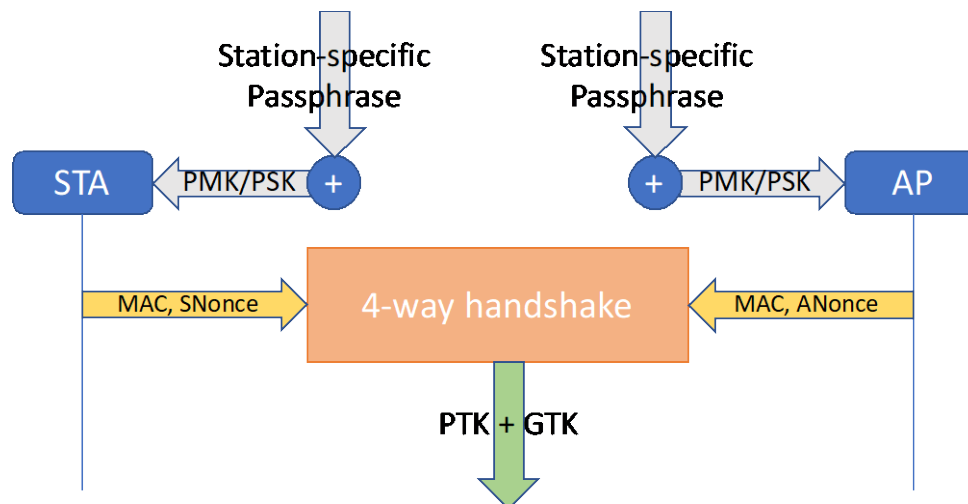 Station-specific
Passphrase
Station-specific
Passphrase
STA
PMK/PSK
+
+
PMK/PSK
AP
MAC, SNonce
4-way handshake
MAC, ANonce
PTK + GTK